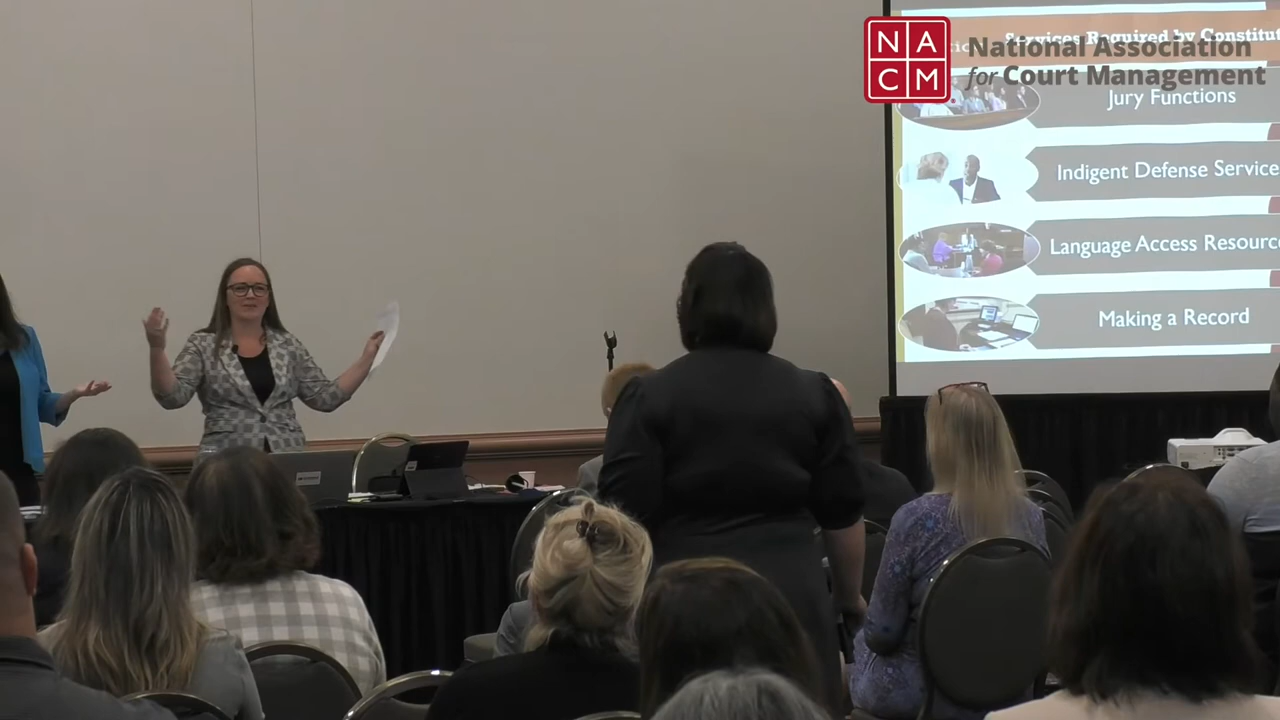 NACM
National Association
for Court Management
Services Required by Constitut
Jury Functions
Indigent Defense Service
Language Access Resourc
Making a Record